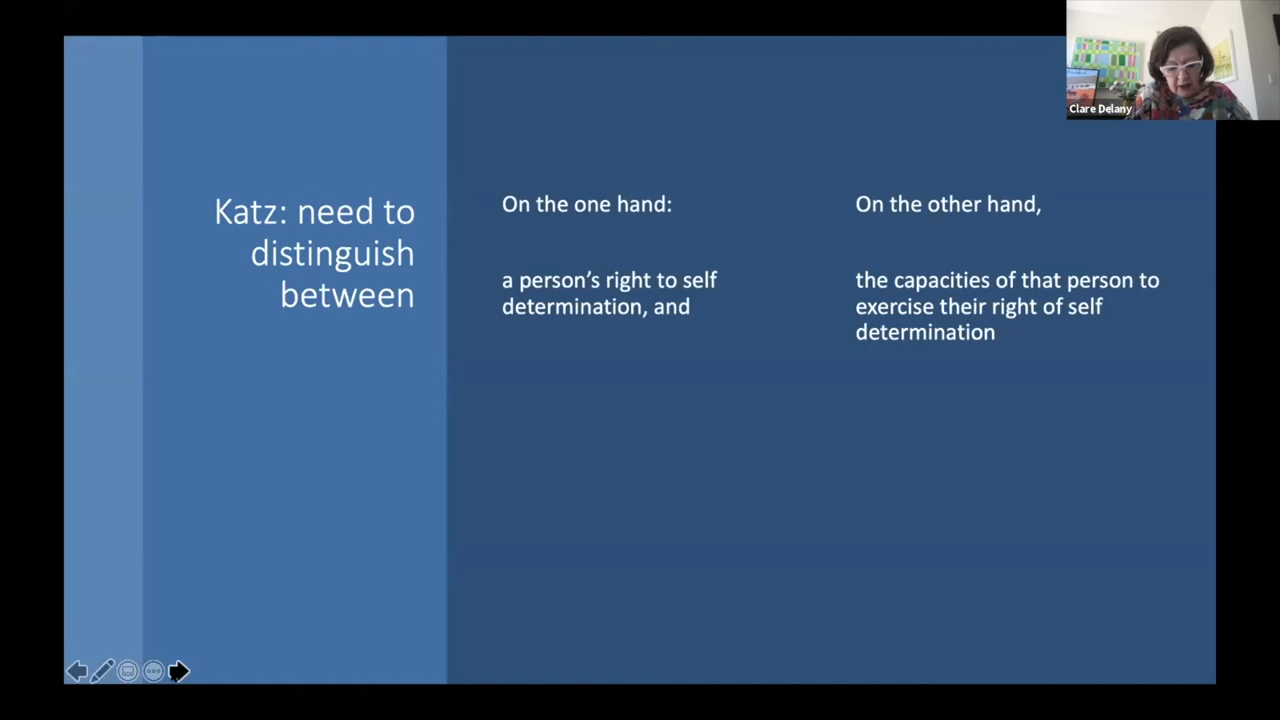 Clare Delany
Katz: need to
distinguish
between
On the one hand:
a person’s right to self
determination, and
On the other hand,
the capacities of that person to
exercise their right of self
determination